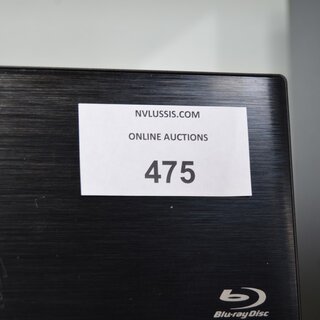 NVLUSSIS.COM
ONLINE AUCTIONS
475
Blu-ray Disc